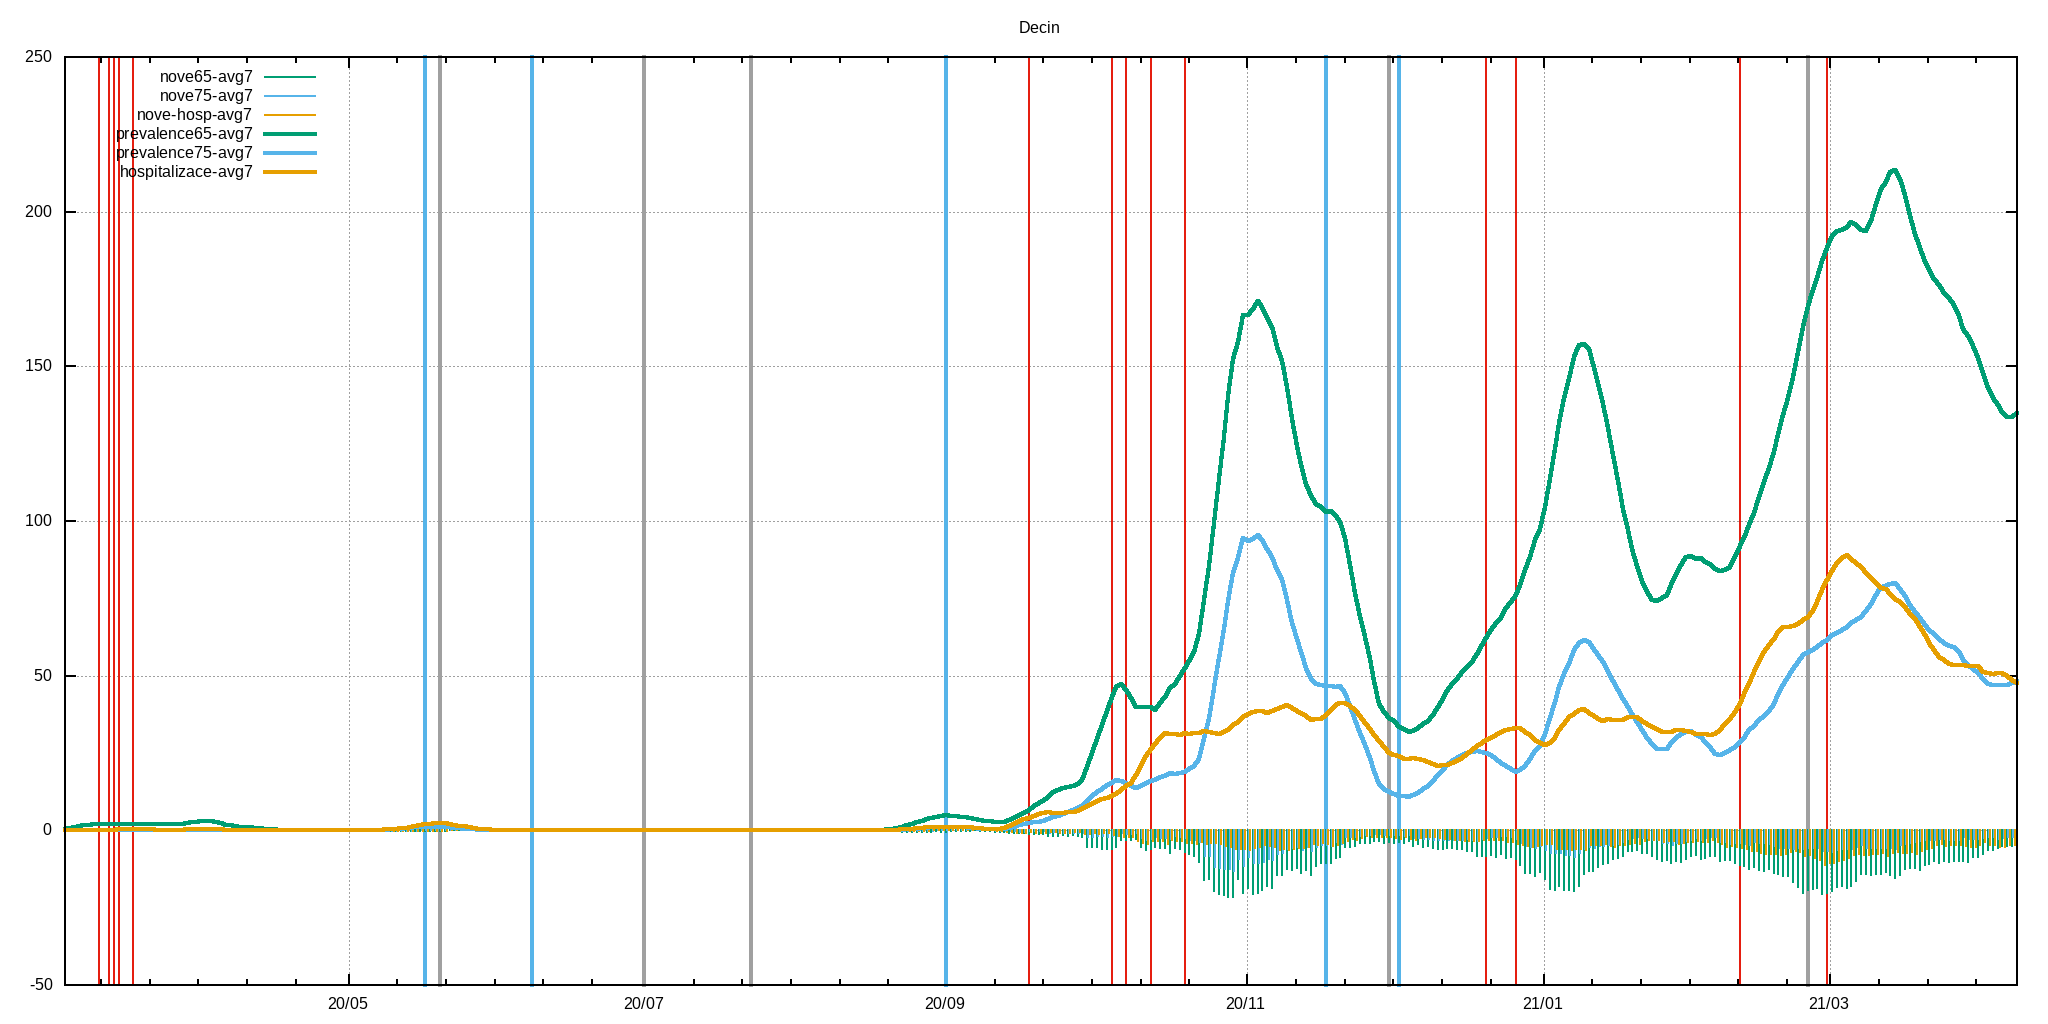 Decin
250
200
150
100
50
0
-50
nove65-avg7
nove75-avg7
nove-hosp-avg7
prevalence65-avg7
prevalence75-avg7
hospitalizace-avg7
20/05 20/07 20/09 20/11 21/01 21/03